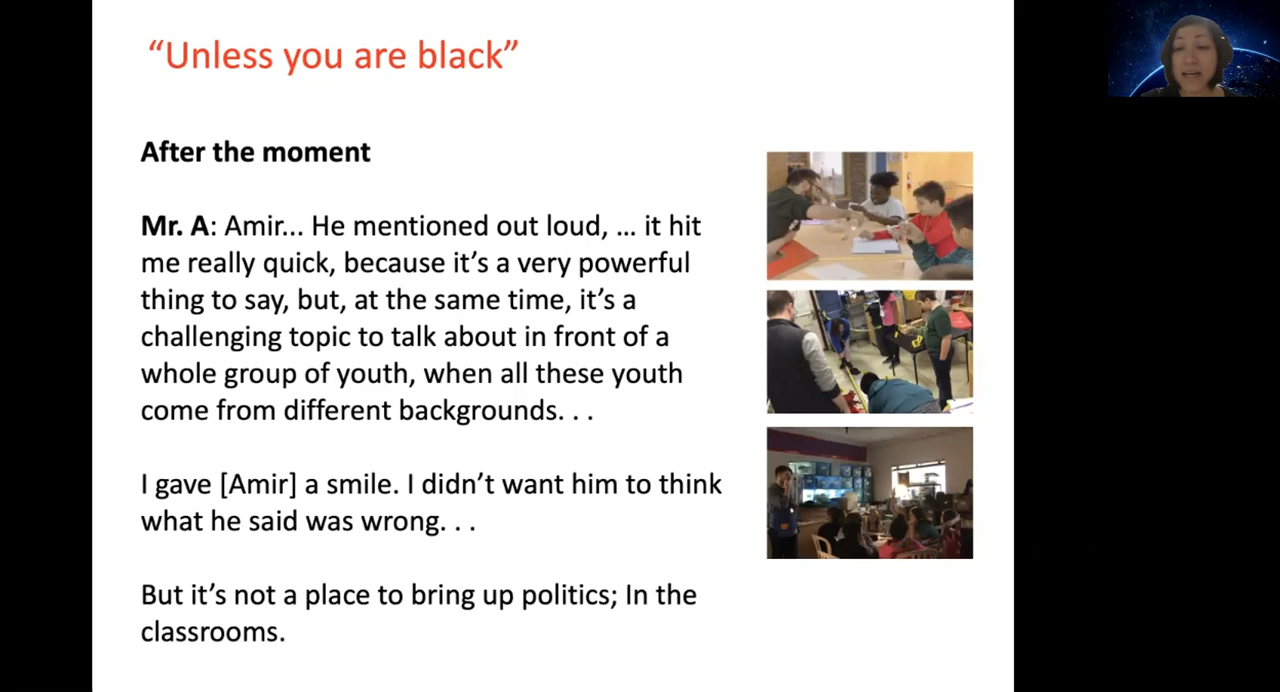 “Unless you are black”
After the moment
Mr. A: Amir... He mentioned out loud, ... it hit
me really quick, because it’s a very powerful
thing to say, but, at the same time, it’s a
challenging topic to talk about in front of a
whole group of youth, when all these youth
come from different backgrounds. . .
I gave [Amir] a smile. I didn’t want him to think
what he said was wrong. . .
But it’s not a place to bring up politics; In the
classrooms.